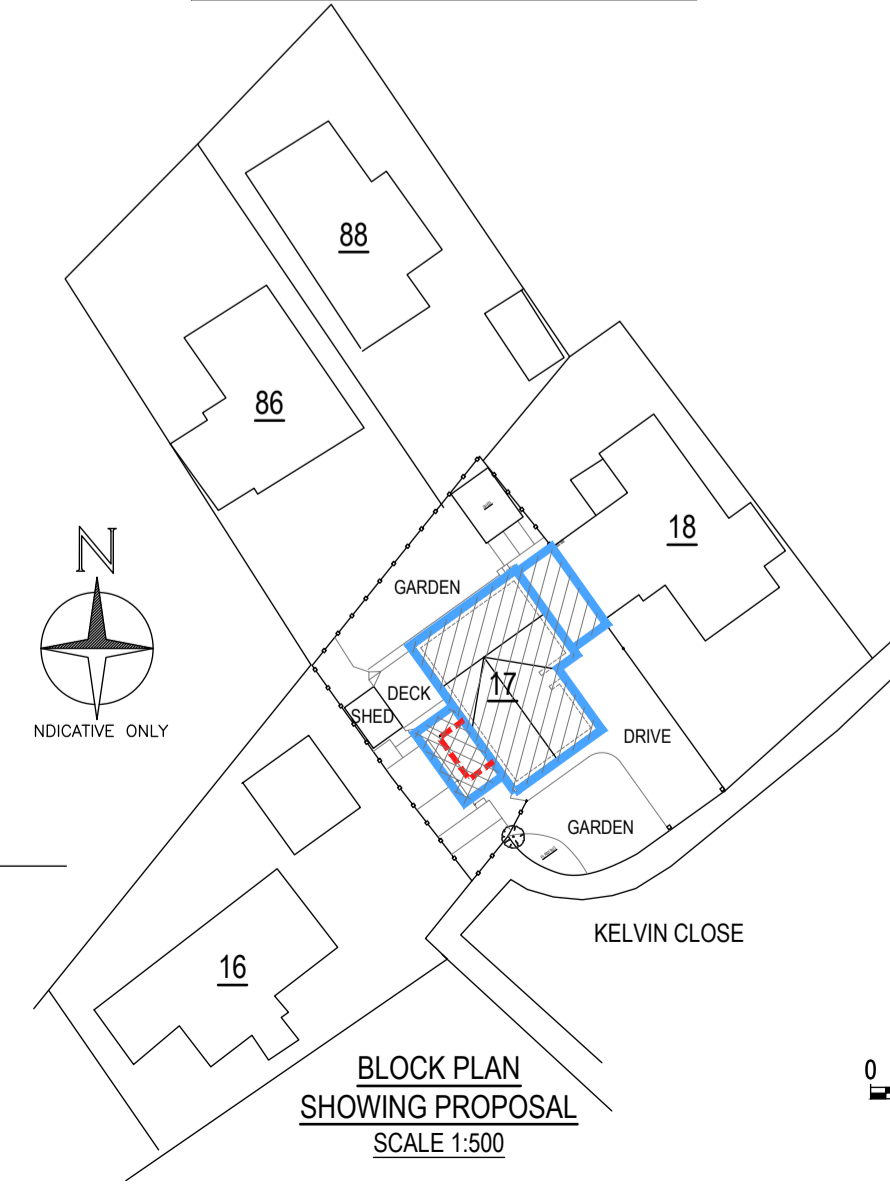 88
86
18
N
GARDEN
17
DECK
SHED
NDICATIVE ONLY
DRIVE
GARDEN
KELVIN CLOSE
16
BLOCK PLAN
SHOWING PROPOSAL
SCALE 1:500
0